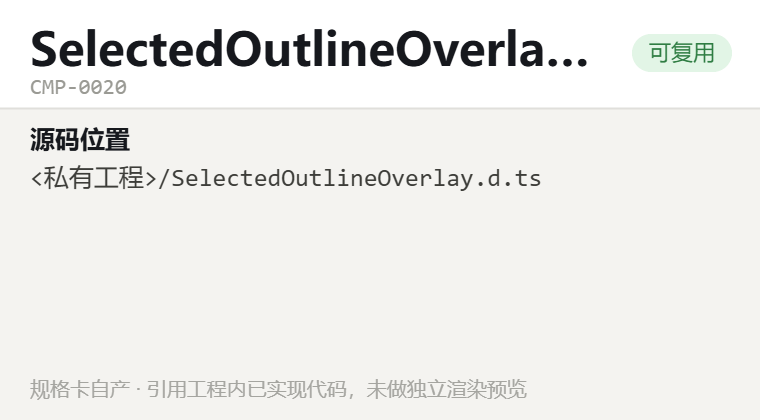 SelectedOutlineOverla…
可复用
CMP-0020
源码位置
<私有工程>/SelectedOutlineOverlay.d.ts
规格卡自产 · 引用工程内已实现代码，未做独立渲染预览